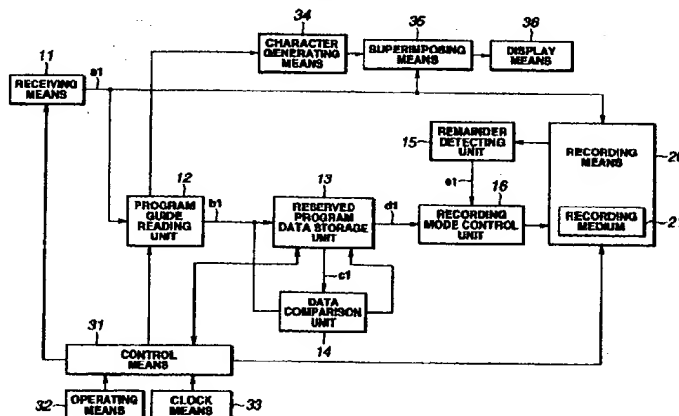 34
35
36
CHARACTER
GENERATING
MEANS
SUPERIMPOSING
MEANS
DISPLAY
MEANS
11
a1
RECEIVING
MEANS
15
REMAINDER
DETECTING
UNIT
RECORDING
MEANS
20
12
b1
13
e1
16
PROGRAM
GUIDE
READING
UNIT
RESERVED
PROGRAM
DATA STORAGE
UNIT
d1
RECORDING
MODE CONTROL
UNIT
RECORDING
MEDIUM
c1
DATA
COMPARISON
UNIT
14
31
CONTROL
MEANS
32
OPERATING
MEANS
CLOCK
MEANS
33